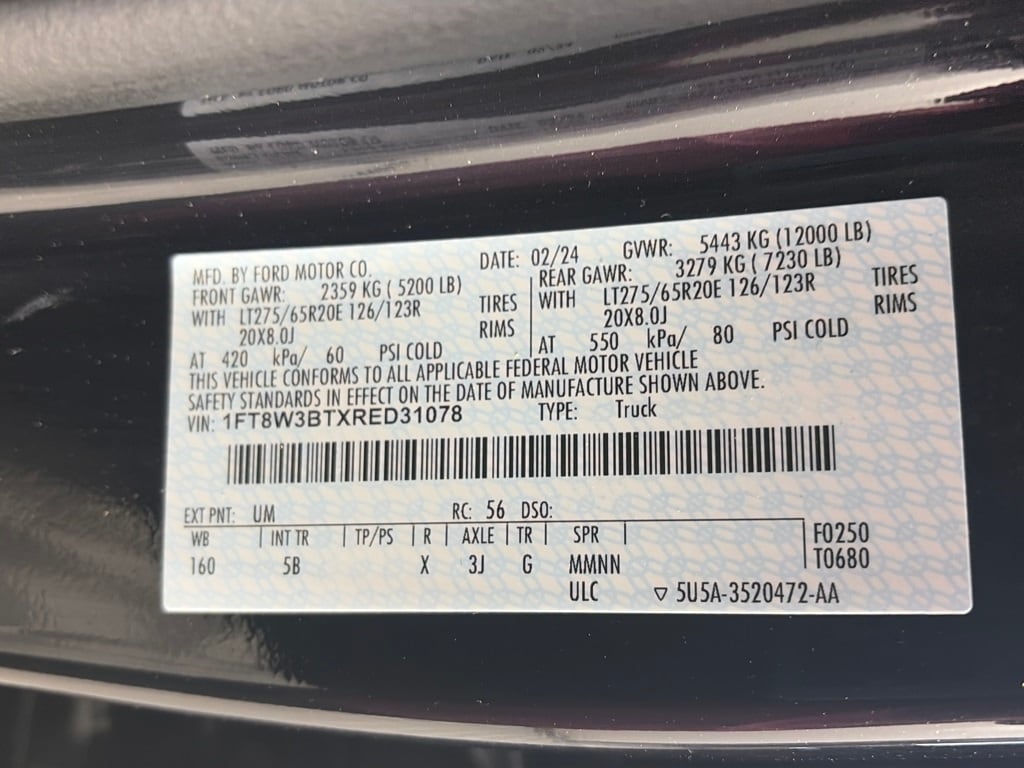 MFD. BY FORD MOTOR CO. DATE: 02/24 GVWR: 5443 KG (12000 LB)
FRONT GAWR: 2359 KG ( 5200 LB) REAR GAWR: 3279 KG ( 7230 LB)
WITH LT275/65R20E 126/123R TIRES WITH LT275/65R20E 126/123R TIRES
20X8.0J RIMS 20X8.0J RIMS
AT 420 kPa/ 60 PSI COLD AT 550 kPa/ 80 PSI COLD
THIS VEHICLE CONFORMS TO ALL APPLICABLE FEDERAL MOTOR VEHICLE
SAFETY STANDARDS IN EFFECT ON THE DATE OF MANUFACTURE SHOWN ABOVE.
VIN: 1FT8W3BTXRED31078 TYPE: Truck
EXT PNT: UM RC: 56 DSO:
WB INT TR TP/PS R AXLE TR SPR F0250
160 5B X 3J G MMNN T0680
ULC ▽ 5U5A-3520472-AA